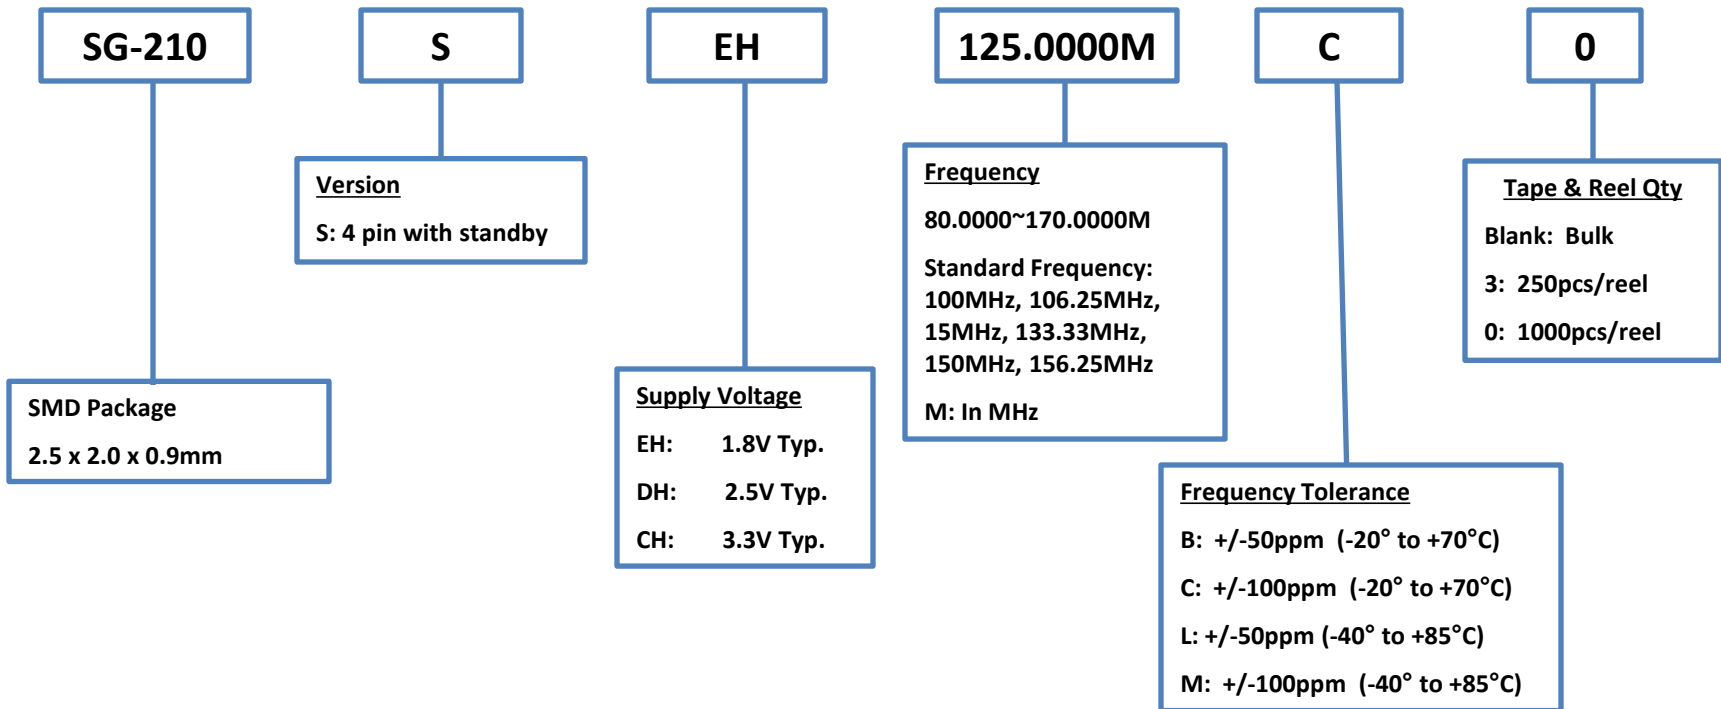 SG-210
S
EH
125.0000M
C
0
Version
S: 4 pin with standby
Frequency
80.0000~170.0000M
Standard Frequency:
100MHz, 106.25MHz,
15MHz, 133.33MHz,
150MHz, 156.25MHz
M: In MHz
Tape & Reel Qty
Blank: Bulk
3: 250pcs/reel
0: 1000pcs/reel
SMD Package
2.5 x 2.0 x 0.9mm
Supply Voltage
EH: 1.8V Typ.
DH: 2.5V Typ.
CH: 3.3V Typ.
Frequency Tolerance
B: +/-50ppm (-20° to +70°C)
C: +/-100ppm (-20° to +70°C)
L: +/-50ppm (-40° to +85°C)
M: +/-100ppm (-40° to +85°C)